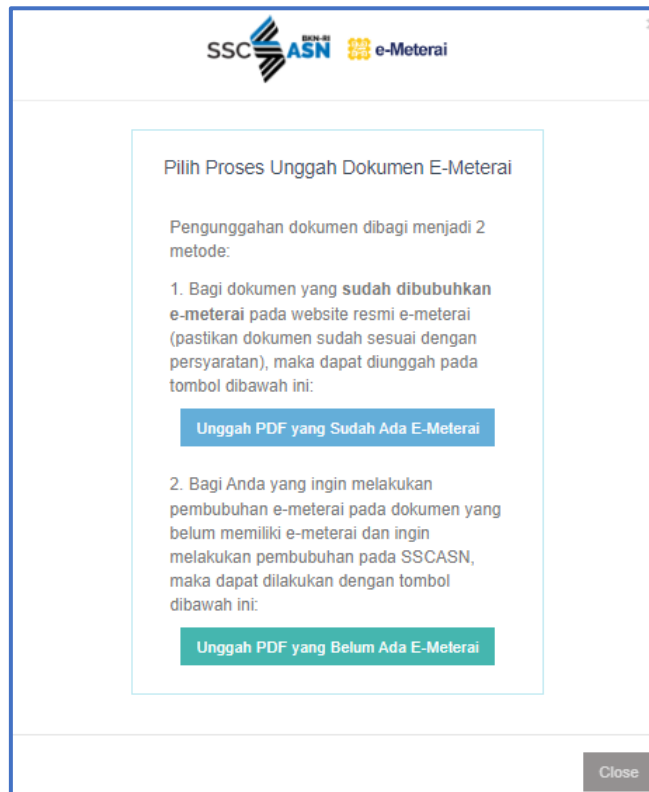 SSC ASN BKN-RI e-Meterai
Pilih Proses Unggah Dokumen E-Meterai
Pengunggahan dokumen dibagi menjadi 2
metode:
1. Bagi dokumen yang sudah dibubuhkan
e-meterai pada website resmi e-meterai
(pastikan dokumen sudah sesuai dengan
persyaratan), maka dapat diunggah pada
tombol dibawah ini:
Unggah PDF yang Sudah Ada E-Meterai
2. Bagi Anda yang ingin melakukan
pembubuhan e-meterai pada dokumen yang
belum memiliki e-meterai dan ingin
melakukan pembubuhan pada SSCASN,
maka dapat dilakukan dengan tombol
dibawah ini:
Unggah PDF yang Belum Ada E-Meterai
Close